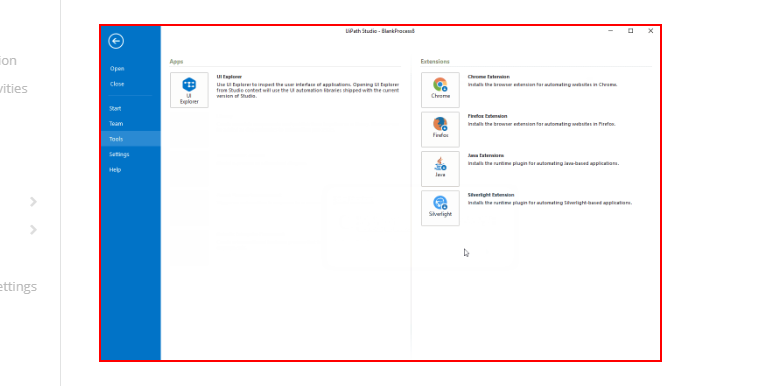 ion
vities
ettings
UiPath Studio - BlankProcess8
Open
Close
Start
Team
Tools
Settings
Help
Apps
UI
Explorer
UI Explorer
Use UI Explorer to inspect the user interface of applications. Opening UI Explorer
from Studio context will use the UI automation libraries shipped with the current
version of Studio.
Extensions
Chrome
Chrome Extension
Installs the browser extension for automating websites in Chrome.
Firefox
Firefox Extension
Installs the browser extension for automating websites in Firefox.
Java
Java Extensions
Installs the runtime plugin for automating Java-based applications.
Silverlight
Silverlight Extension
Installs the runtime plugin for automating Silverlight-based applications.